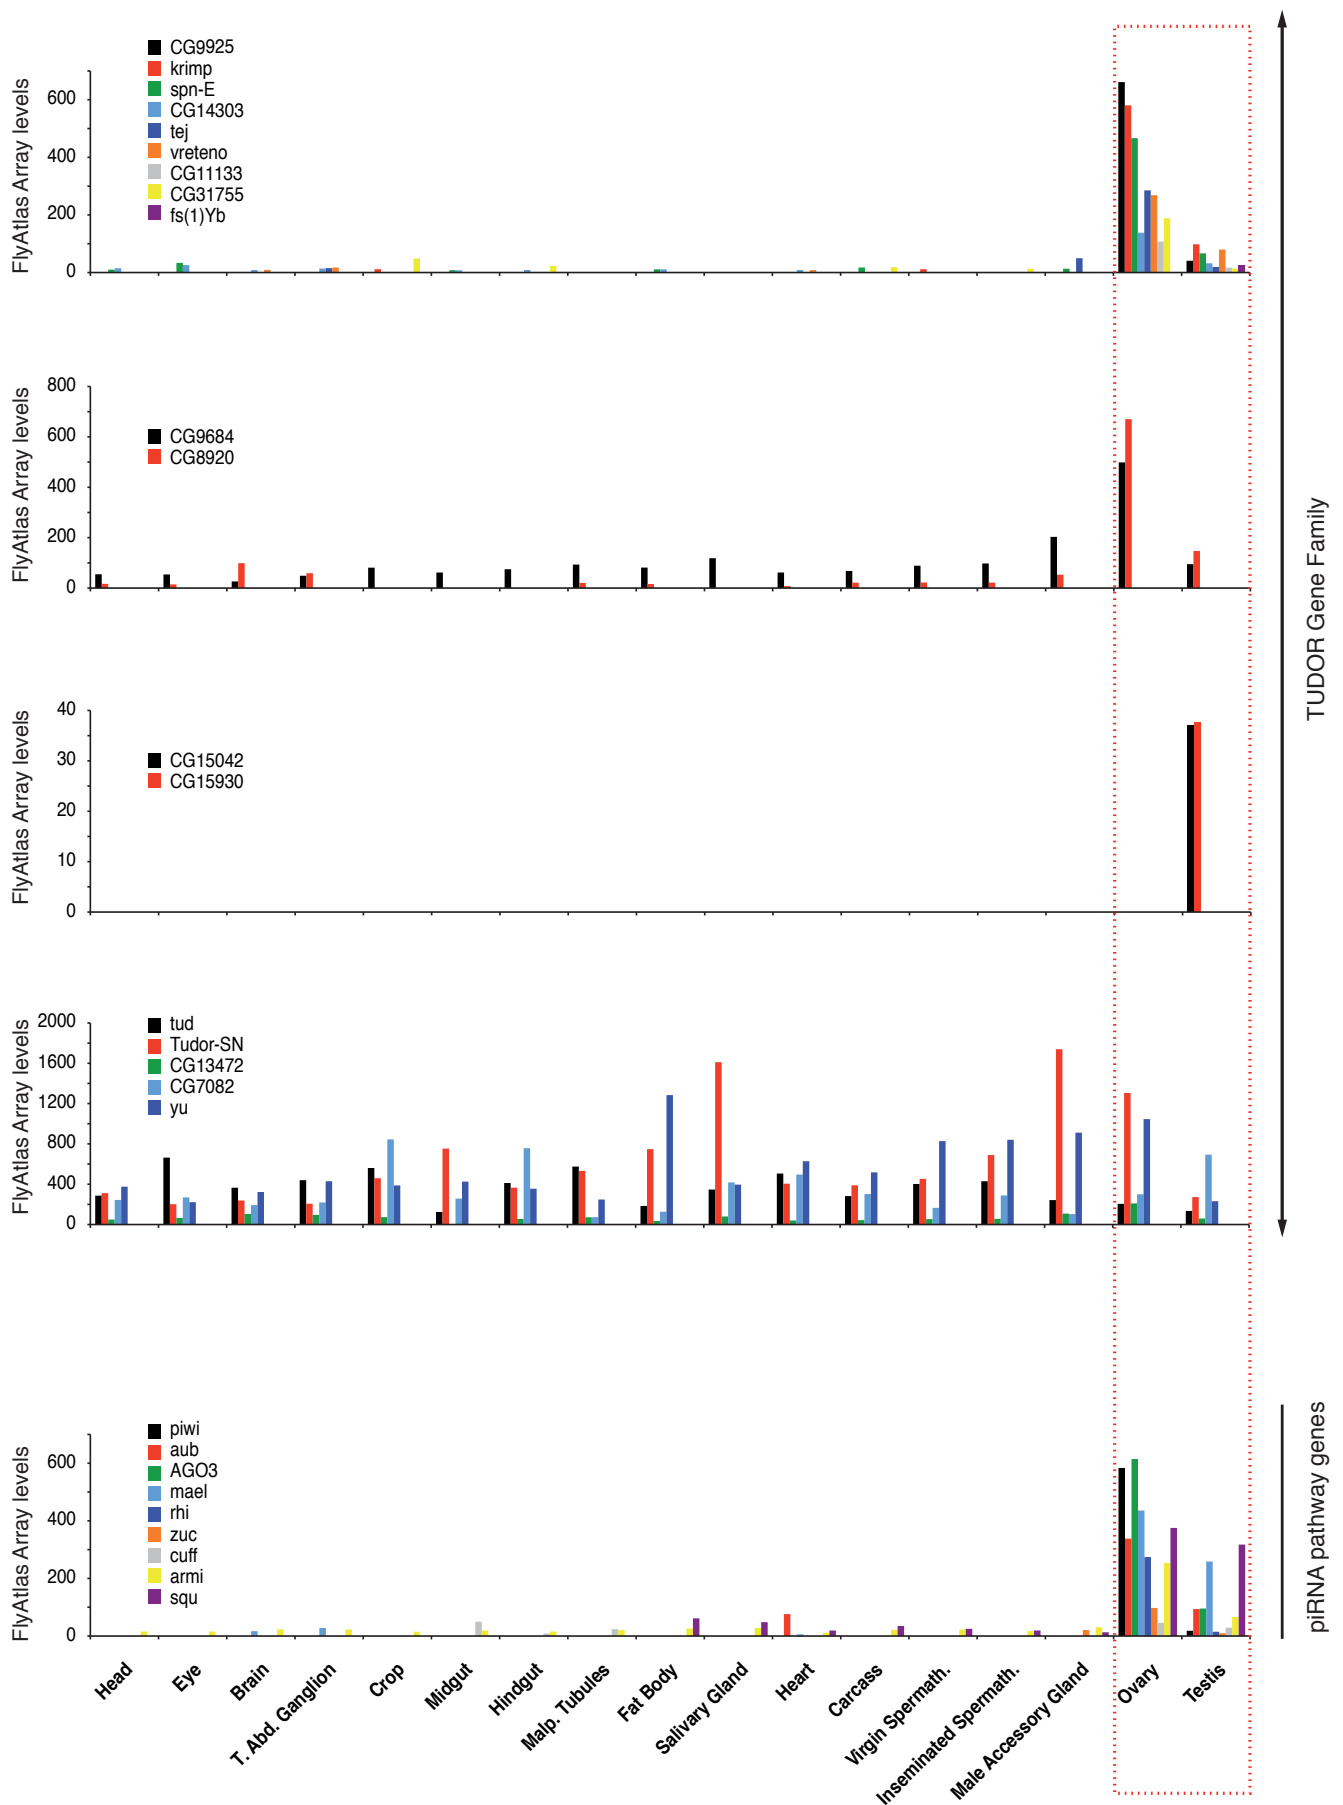 CG9925
krimp
spn-E
CG14303
tej
vreteno
CG11133
CG31755
fs(1)Yb
FlyAtlas Array levels
600
400
200
0
CG9684
CG8920
FlyAtlas Array levels
800
600
400
200
0
CG15042
CG15930
FlyAtlas Array levels
40
30
20
10
0
tud
Tudor-SN
CG13472
CG7082
yu
FlyAtlas Array levels
2000
1600
1200
800
400
0
TUDOR Gene Family
piwi
aub
AGO3
mael
rhi
zuc
cuff
armi
squ
FlyAtlas Array levels
600
400
200
0
piRNA pathway genes
Head
Eye
Brain
T. Abd. Ganglion
Crop
Midgut
Hindgut
Malp. Tubules
Fat Body
Salivary Gland
Heart
Carcass
Virgin Spermath.
Inseminated Spermath.
Male Accessory Gland
Ovary
Testis